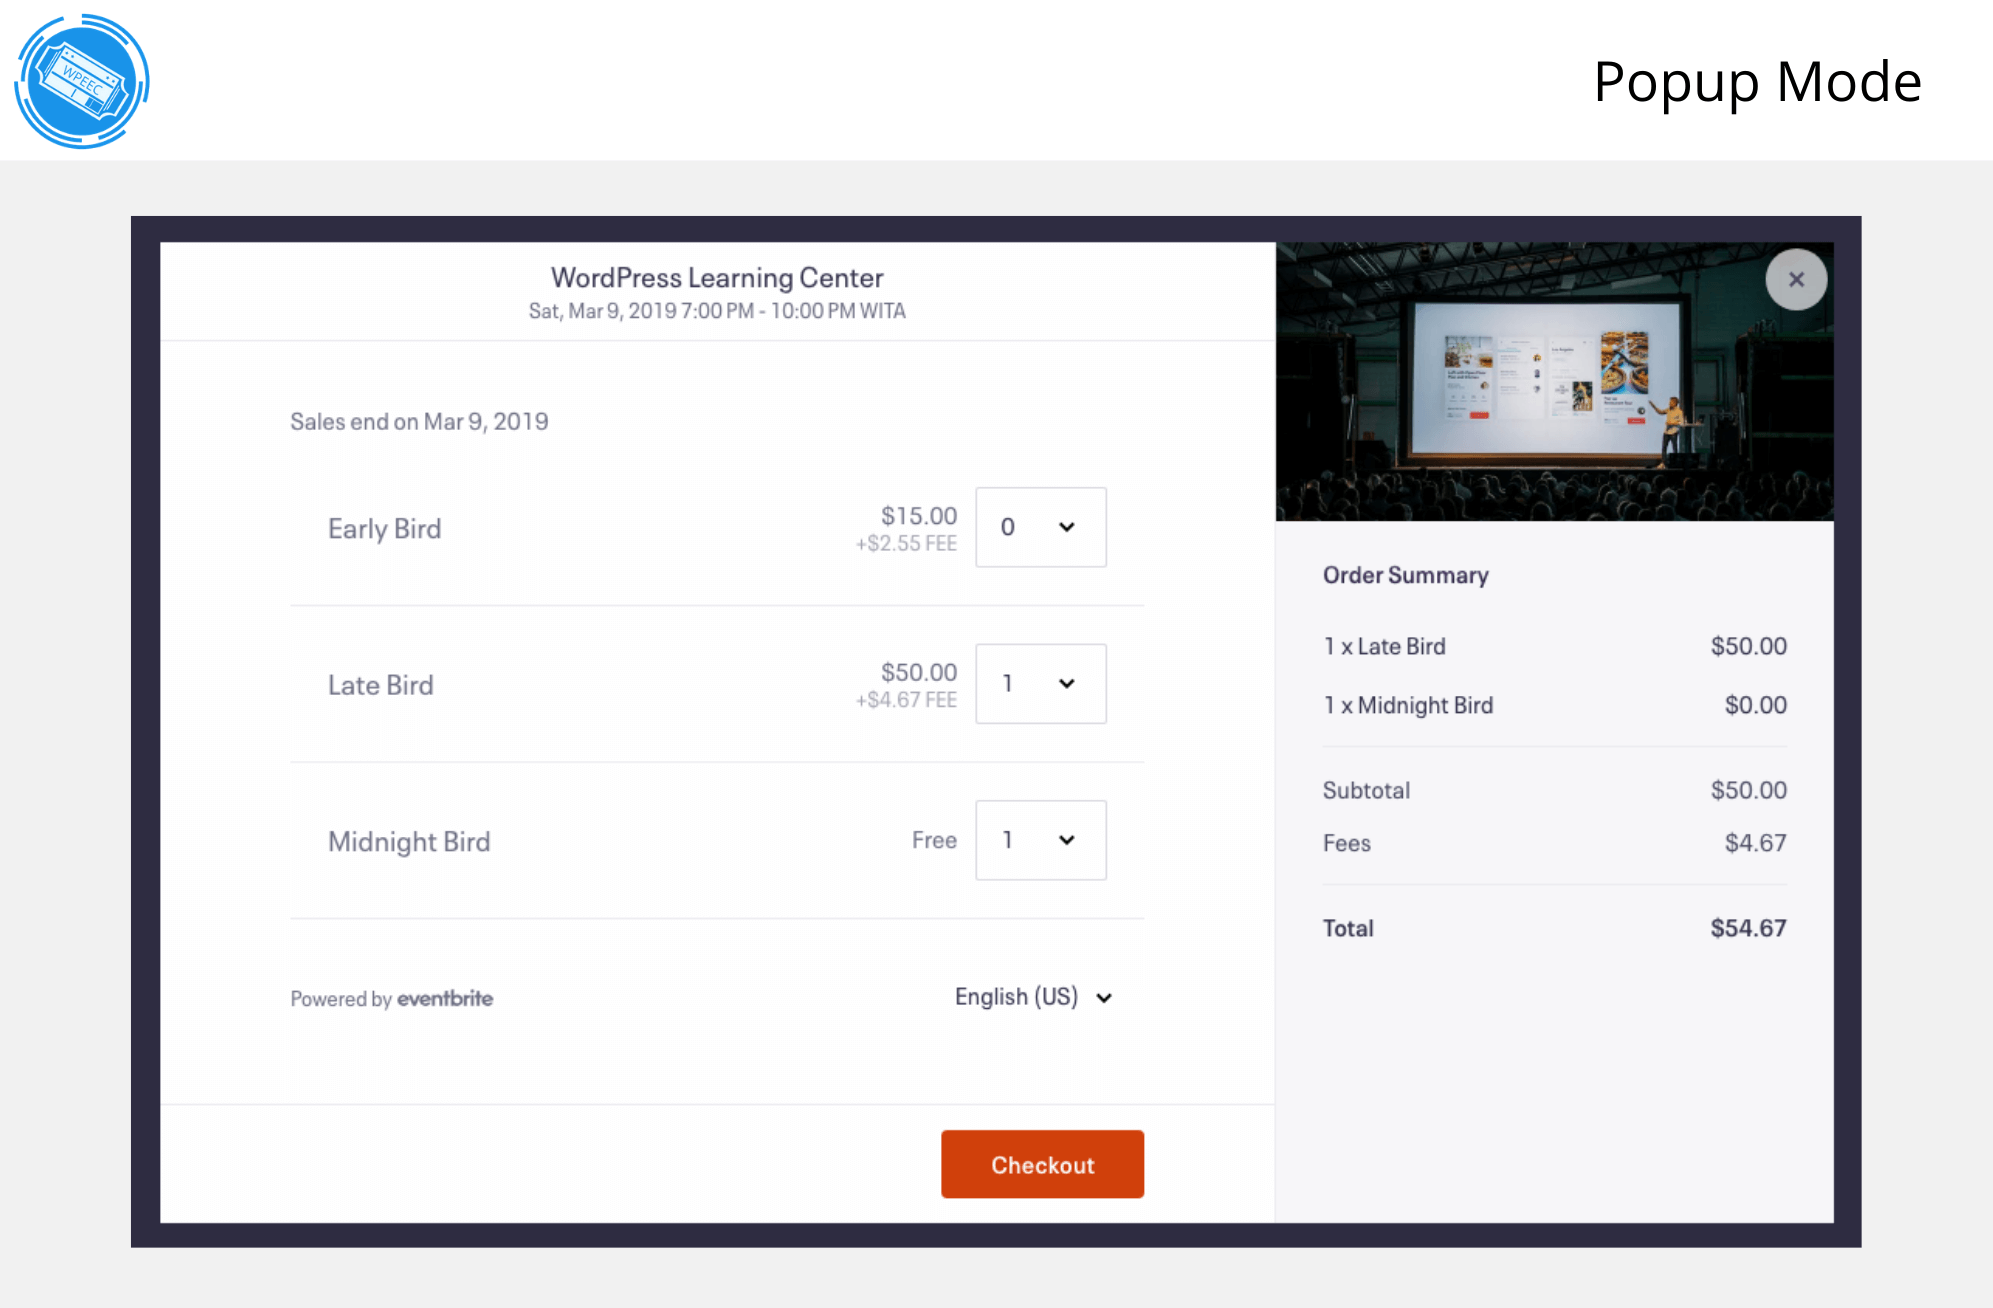 WPEEC
Popup Mode
WordPress Learning Center
Sat, Mar 9, 2019 7:00 PM - 10:00 PM WITA
Sales end on Mar 9, 2019
Early Bird
$15.00
+$2.55 FEE
0
Late Bird
$50.00
+$4.67 FEE
1
Midnight Bird
Free
1
Powered by eventbrite
English (US)
Checkout
Order Summary
1 x Late Bird $50.00
1 x Midnight Bird $0.00
Subtotal $50.00
Fees $4.67
Total $54.67